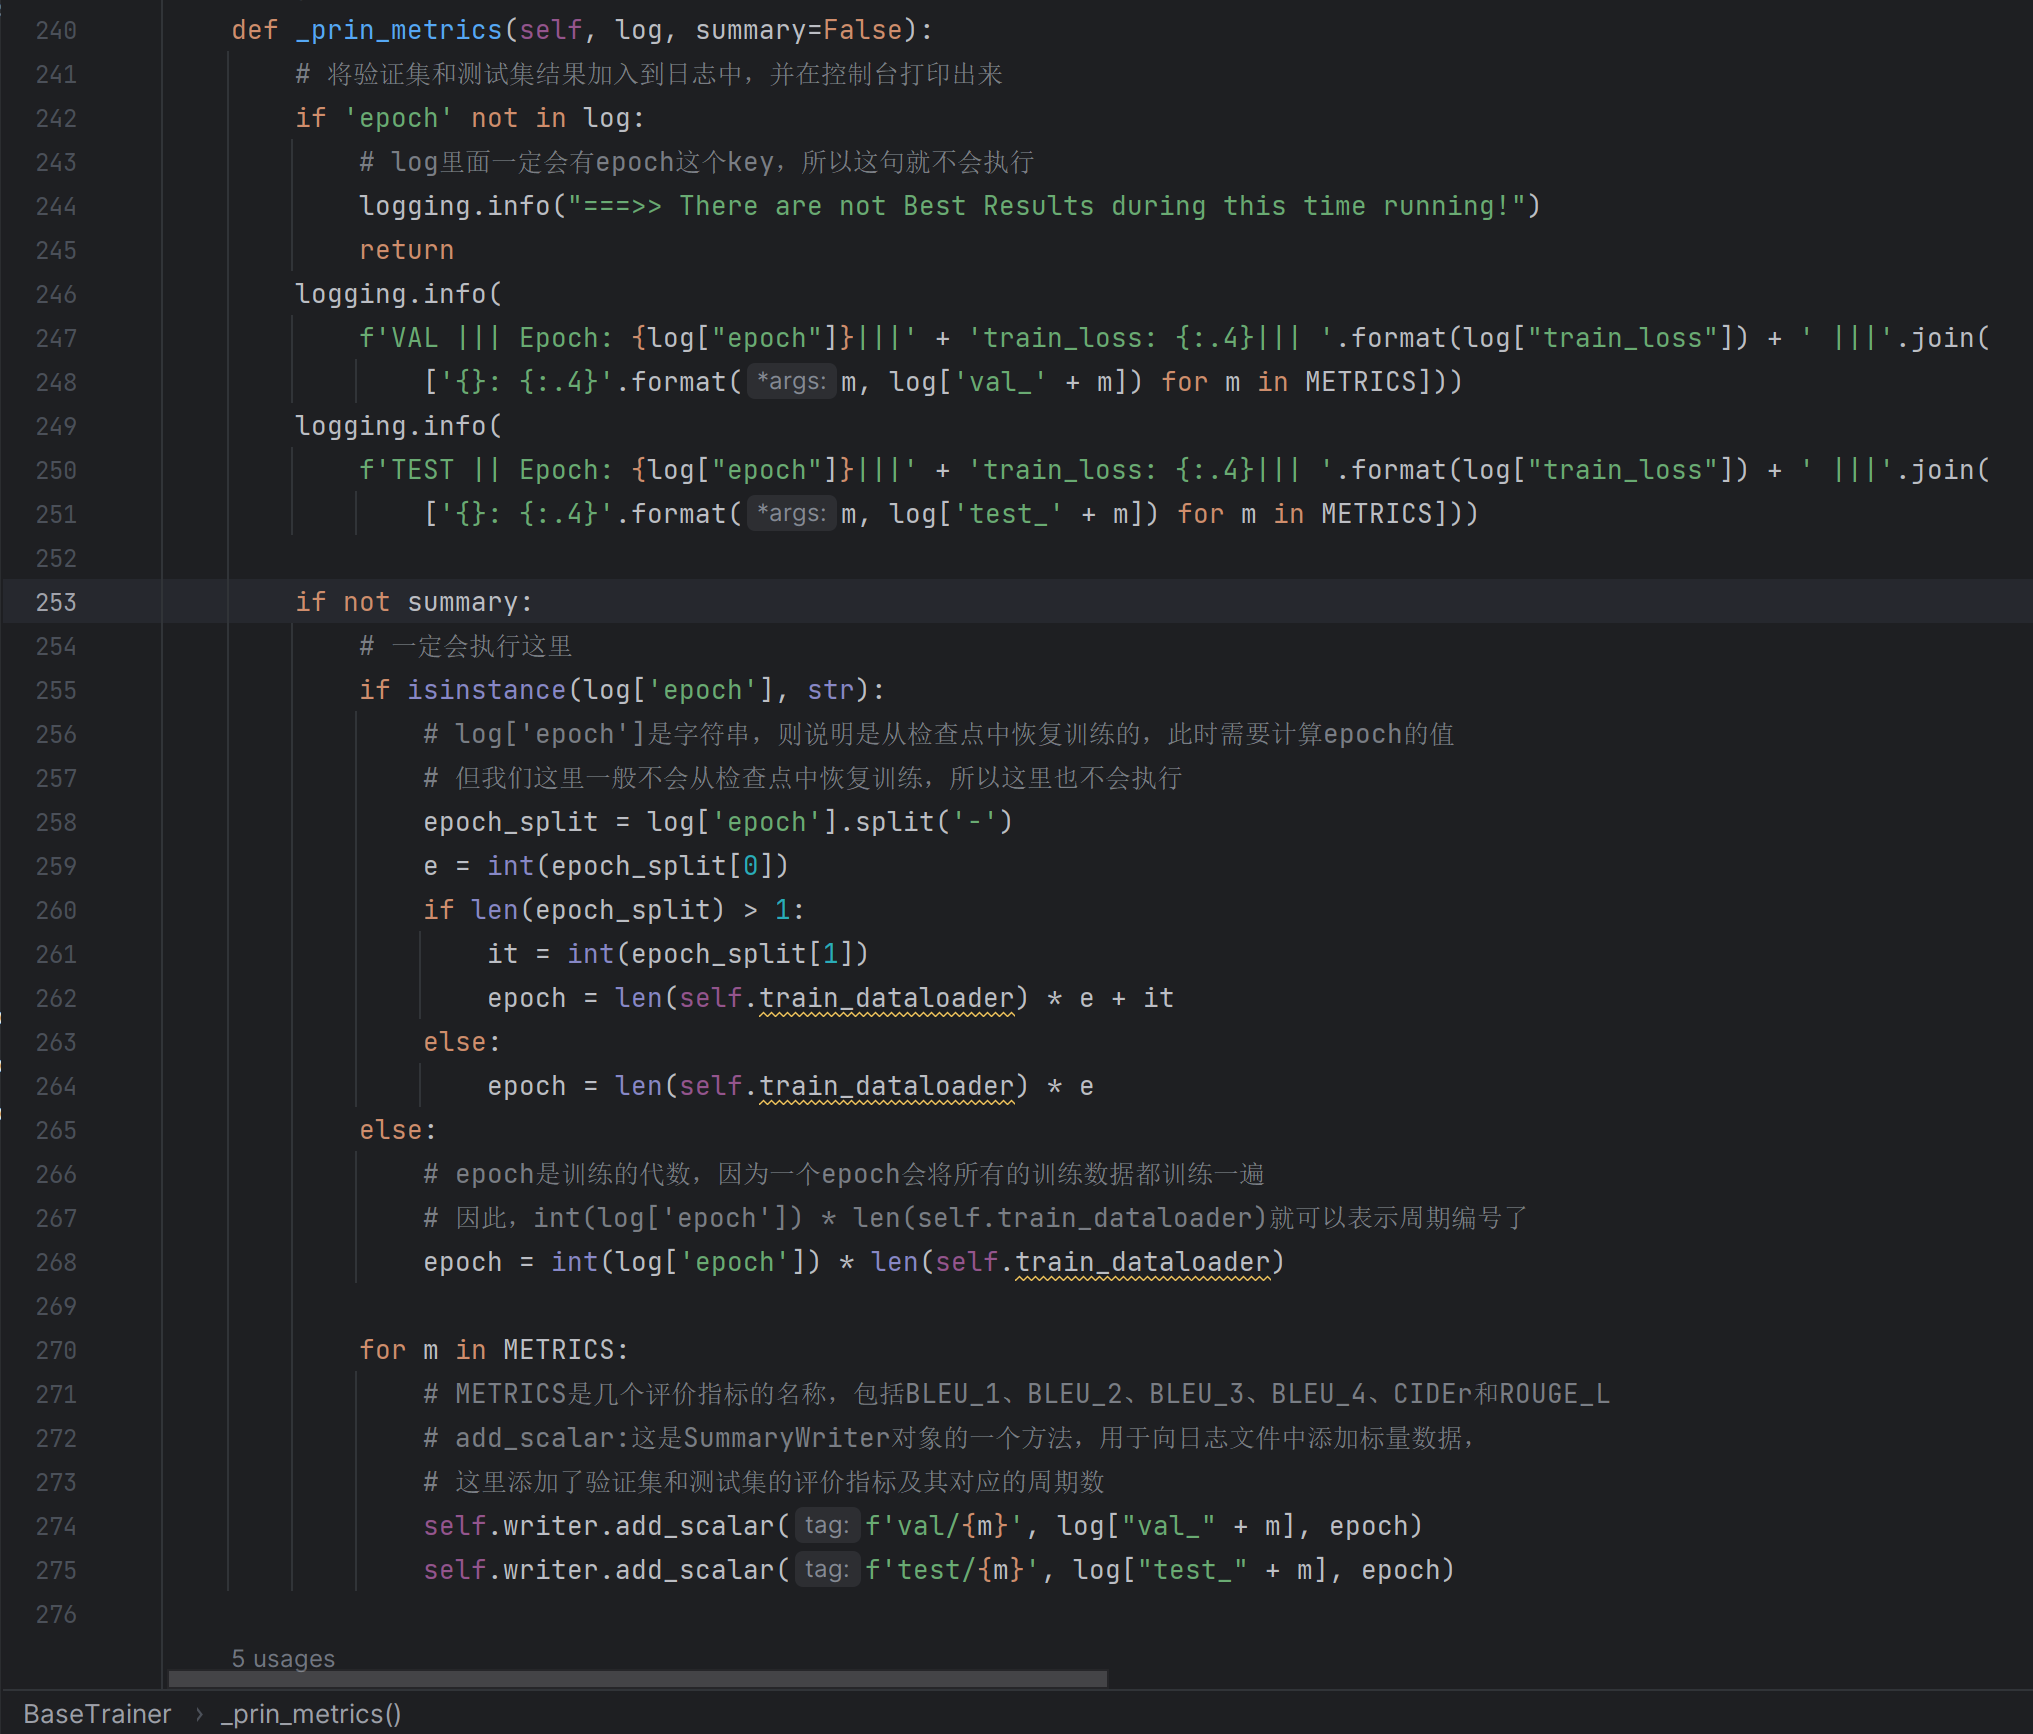 240 def _prin_metrics(self, log, summary=False):
241 # 将验证集和测试集结果加入到日志中，并在控制台打印出来
242 if 'epoch' not in log:
243 # log里面一定会有epoch这个key，所以这句就不会执行
244 logging.info("===>> There are not Best Results during this time running!")
245 return
246 logging.info(
247 f'VAL ||| Epoch: {log["epoch"]}|||' + 'train_loss: {:.4}||| '.format(log["train_loss"]) + ' |||'.join(
248 ['{}: {:.4}'.format( *args: m, log['val_' + m]) for m in METRICS]))
249 logging.info(
250 f'TEST || Epoch: {log["epoch"]}|||' + 'train_loss: {:.4}||| '.format(log["train_loss"]) + ' |||'.join(
251 ['{}: {:.4}'.format( *args: m, log['test_' + m]) for m in METRICS]))
252
253 if not summary:
254 # 一定会执行这里
255 if isinstance(log['epoch'], str):
256 # log['epoch']是字符串，则说明是从检查点中恢复训练的，此时需要计算epoch的值
257 # 但我们这里一般不会从检查点中恢复训练，所以这里也不会执行
258 epoch_split = log['epoch'].split('-')
259 e = int(epoch_split[0])
260 if len(epoch_split) > 1:
261 it = int(epoch_split[1])
262 epoch = len(self.train_dataloader) * e + it
263 else:
264 epoch = len(self.train_dataloader) * e
265 else:
266 # epoch是训练的代数，因为一个epoch会将所有的训练数据都训练一遍
267 # 因此，int(log['epoch']) * len(self.train_dataloader)就可以表示周期编号了
268 epoch = int(log['epoch']) * len(self.train_dataloader)
269
270 for m in METRICS:
271 # METRICS是几个评价指标的名称，包括BLEU_1、BLEU_2、BLEU_3、BLEU_4、CIDEr和ROUGE_L
272 # add_scalar:这是SummaryWriter对象的一个方法，用于向日志文件中添加标量数据，
273 # 这里添加了验证集和测试集的评价指标及其对应的周期数
274 self.writer.add_scalar( tag: f'val/{m}', log["val_" + m], epoch)
275 self.writer.add_scalar( tag: f'test/{m}', log["test_" + m], epoch)
276
5 usages
BaseTrainer › _prin_metrics()